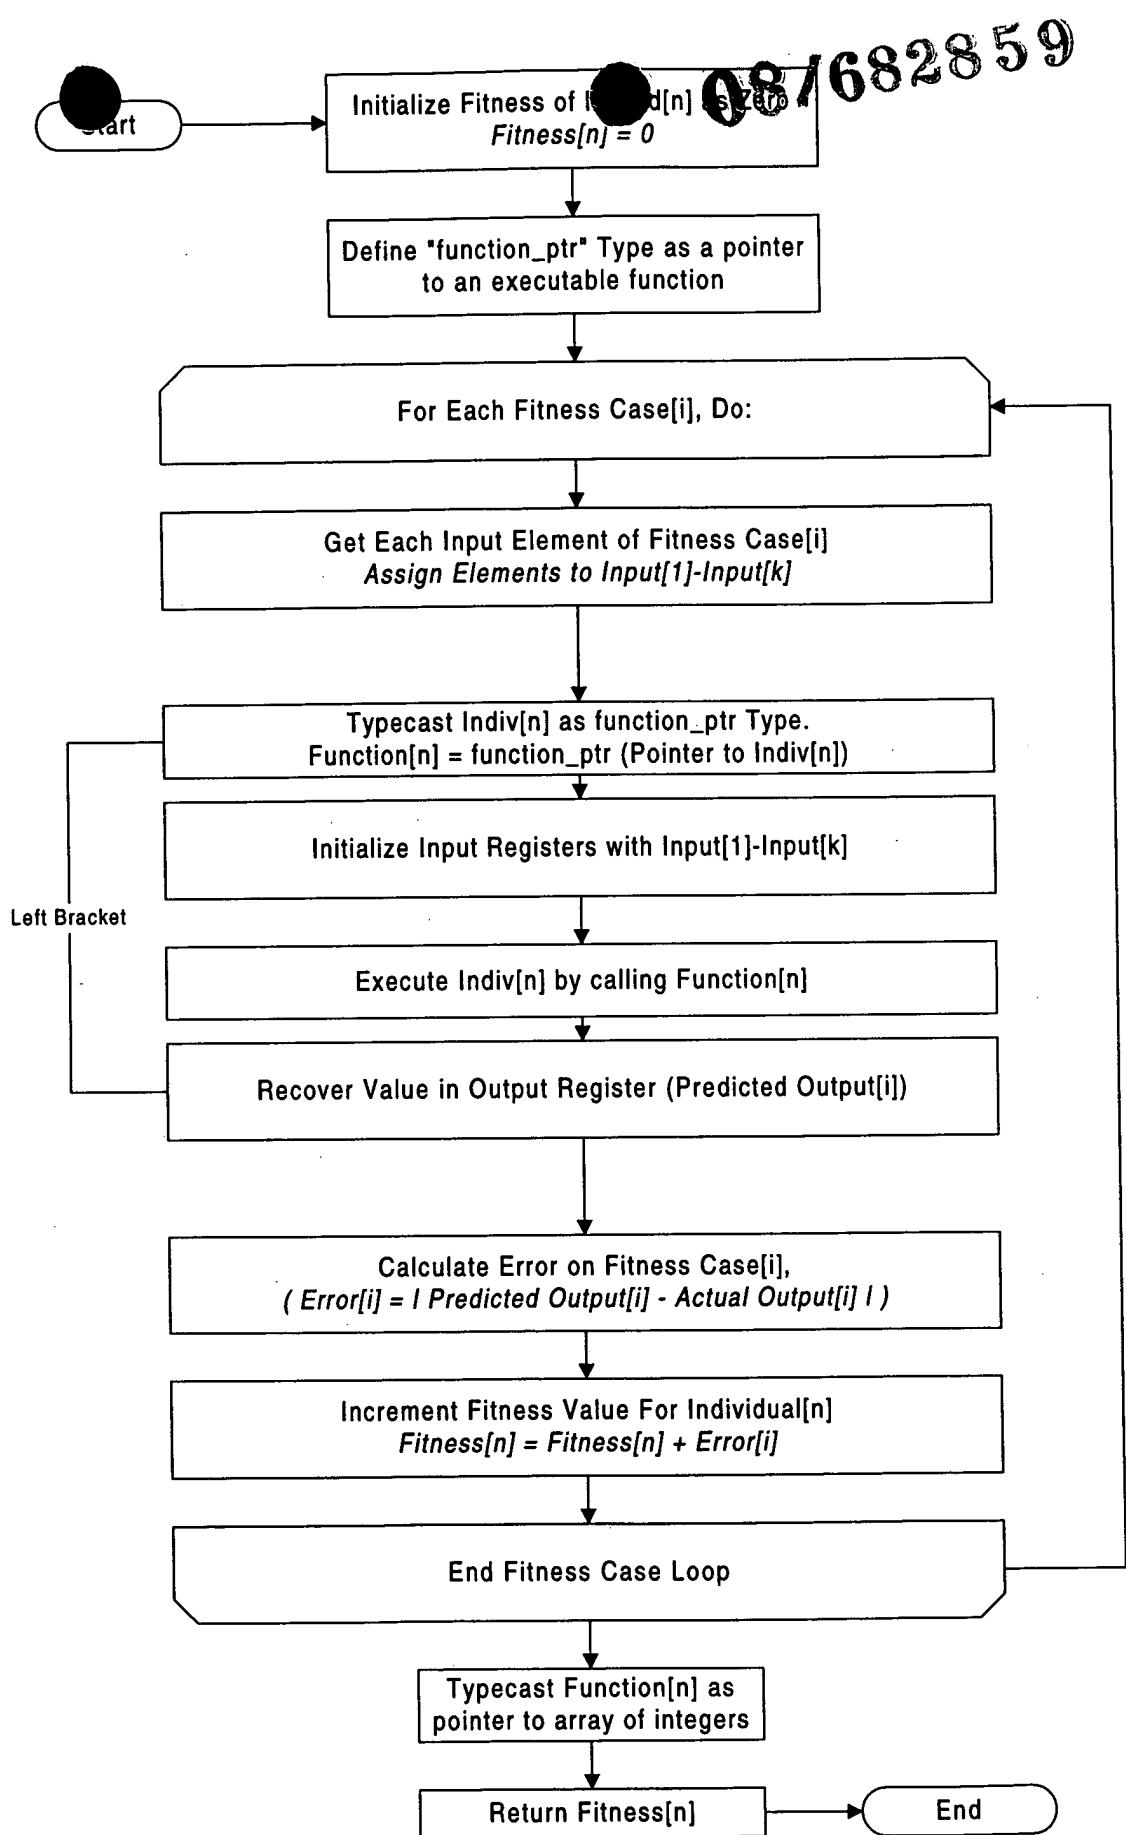 08/682859
Start
Initialize Fitness of d[n] as Zero
Fitness[n] = 0
Define "function_ptr" Type as a pointer
to an executable function
For Each Fitness Case[i], Do:
Get Each Input Element of Fitness Case[i]
Assign Elements to Input[1]-Input[k]
Typecast Indiv[n] as function_ptr Type.
Function[n] = function_ptr (Pointer to Indiv[n])
Initialize Input Registers with Input[1]-Input[k]
Left Bracket
Execute Indiv[n] by calling Function[n]
Recover Value in Output Register (Predicted Output[i])
Calculate Error on Fitness Case[i],
( Error[i] = | Predicted Output[i] - Actual Output[i] | )
Increment Fitness Value For Individual[n]
Fitness[n] = Fitness[n] + Error[i]
End Fitness Case Loop
Typecast Function[n] as
pointer to array of integers
Return Fitness[n]
End